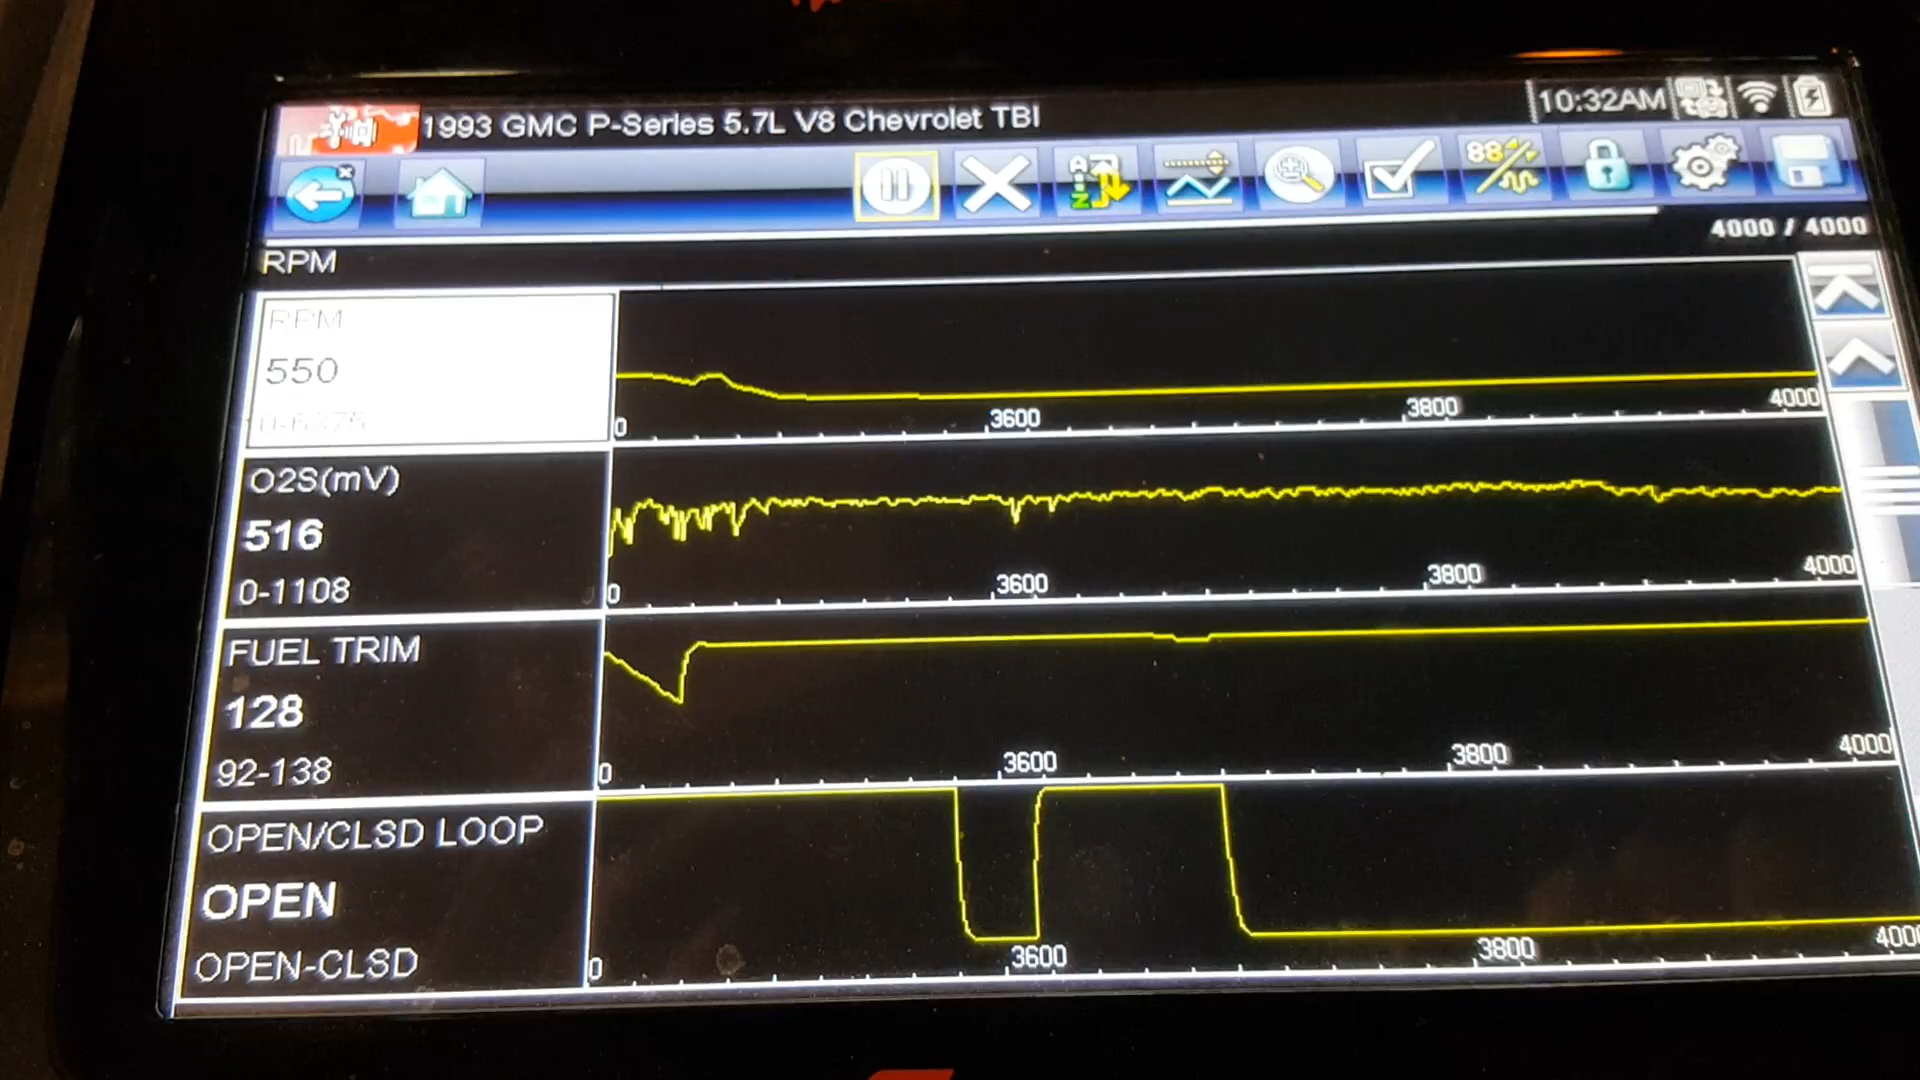 1993 GMC P-Series 5.7L V8 Chevrolet TBI
10:32AM
4000 / 4000
RPM
RPM
550
0 3600 3800 4000
O2S(mV)
516
0-1108
0 3600 3800 4000
FUEL TRIM
128
92-138
0 3600 3800 4000
OPEN/CLSD LOOP
OPEN
OPEN-CLSD
0 3600 3800 4000